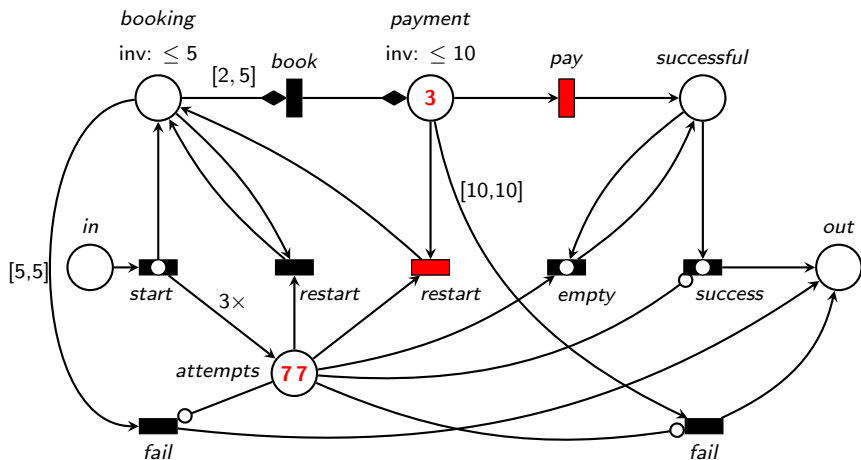 booking
payment
inv: ≤ 5
[2, 5]
book
inv: ≤ 10
pay
successful
3
[10,10]
in
out
[5,5]
start
3×
restart
restart
empty
success
attempts
7 7
fail
fail